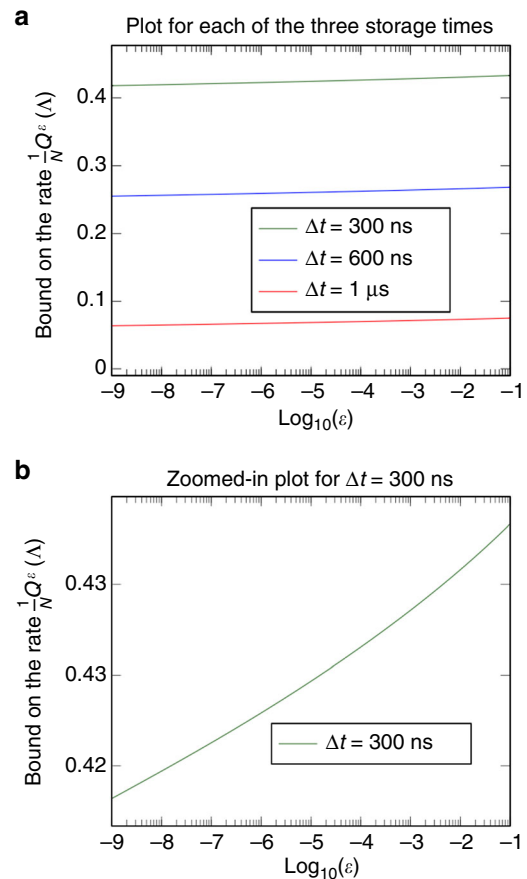 a
Plot for each of the three storage times
Bound on the rate 1/N Q^ε (Λ)
0.4
0.3
0.2
0.1
0
Δt = 300 ns
Δt = 600 ns
Δt = 1 μs
–9 –8 –7 –6 –5 –4 –3 –2 –1
Log10(ε)
b
Zoomed-in plot for Δt = 300 ns
Bound on the rate 1/N Q^ε (Λ)
0.43
0.43
0.42
Δt = 300 ns
–9 –8 –7 –6 –5 –4 –3 –2 –1
Log10(ε)